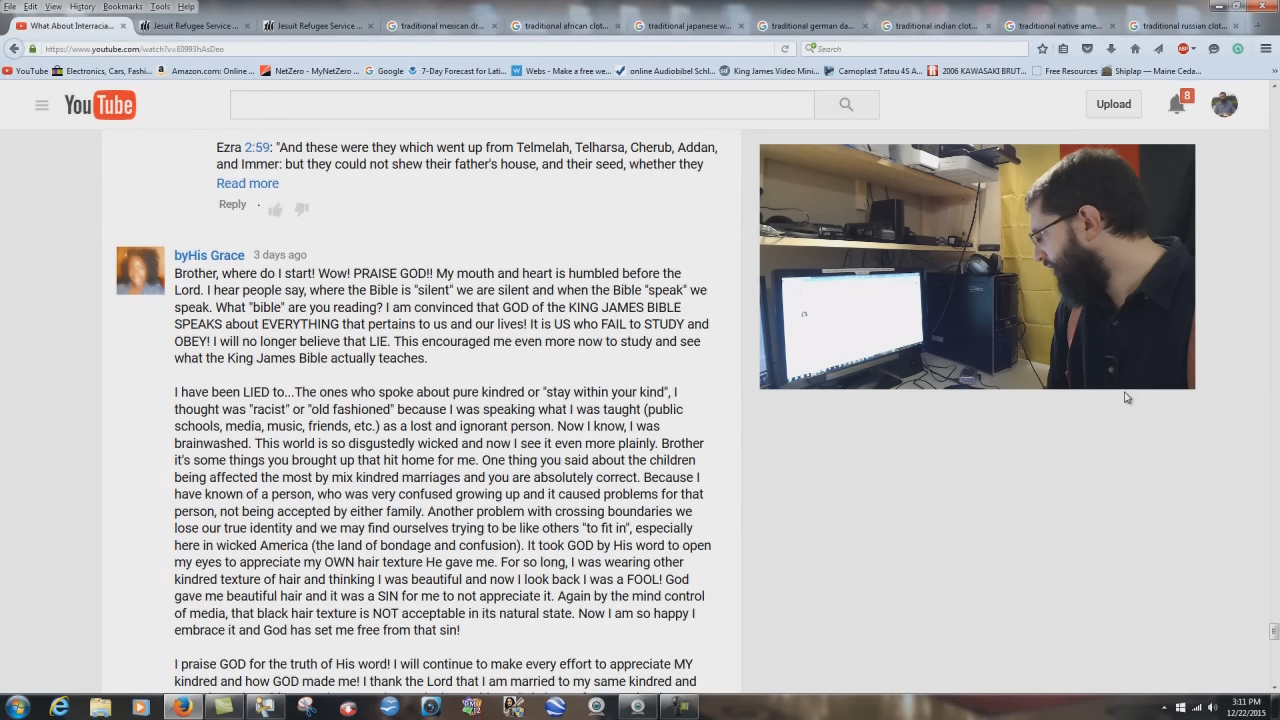 File Edit View History Bookmarks Tools Help
What About Interracia... × Jesuit Refugee Service ... × Jesuit Refugee Service ... × traditional mexican dr... × traditional african clot... × traditional japanese w... × traditional german da... × traditional indian clot... × traditional native ame... × traditional russian clot... ×
https://www.youtube.com/watch?v=E0993hAsDeo Search
YouTube Electronics, Cars, Fashi... Amazon.com: Online ... NetZero - MyNetZero ... Google 7-Day Forecast for Lati... Webs - Make a free we... online Audiobibel Schl... King James Video Mini... Camoplast Tatou 4S A... 2006 KAWASAKI BRUT... Free Resources Shiplap — Maine Ceda...
YouTube Upload 8
Ezra 2:59: "And these were they which went up from Telmelah, Telharsa, Cherub, Addan,
and Immer: but they could not shew their father's house, and their seed, whether they
Read more
Reply ·
byHis Grace 3 days ago
Brother, where do I start! Wow! PRAISE GOD!! My mouth and heart is humbled before the
Lord. I hear people say, where the Bible is "silent" we are silent and when the Bible "speak" we
speak. What "bible" are you reading? I am convinced that GOD of the KING JAMES BIBLE
SPEAKS about EVERYTHING that pertains to us and our lives! It is US who FAIL to STUDY and
OBEY! I will no longer believe that LIE. This encouraged me even more now to study and see
what the King James Bible actually teaches.
I have been LIED to...The ones who spoke about pure kindred or "stay within your kind", I
thought was "racist" or "old fashioned" because I was speaking what I was taught (public
schools, media, music, friends, etc.) as a lost and ignorant person. Now I know, I was
brainwashed. This world is so disgustedly wicked and now I see it even more plainly. Brother
it's some things you brought up that hit home for me. One thing you said about the children
being affected the most by mix kindred marriages and you are absolutely correct. Because I
have known of a person, who was very confused growing up and it caused problems for that
person, not being accepted by either family. Another problem with crossing boundaries we
lose our true identity and we may find ourselves trying to be like others "to fit in", especially
here in wicked America (the land of bondage and confusion). It took GOD by His word to open
my eyes to appreciate my OWN hair texture He gave me. For so long, I was wearing other
kindred texture of hair and thinking I was beautiful and now I look back I was a FOOL! God
gave me beautiful hair and it was a SIN for me to not appreciate it. Again by the mind control
of media, that black hair texture is NOT acceptable in its natural state. Now I am so happy I
embrace it and God has set me free from that sin!
I praise GOD for the truth of His word! I will continue to make every effort to appreciate MY
kindred and how GOD made me! I thank the Lord that I am married to my same kindred and
3:11 PM
12/22/2015